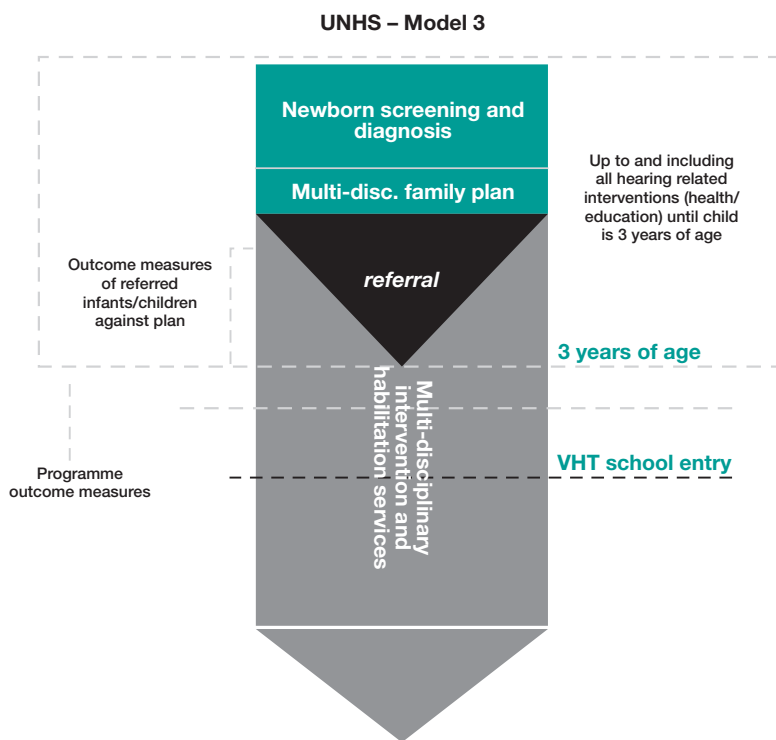 UNHS – Model 3
Newborn screening and
diagnosis
Multi-disc. family plan
Up to and including
all hearing related
interventions (health/
education) until child
is 3 years of age
Outcome measures
of referred
infants/children
against plan
referral
3 years of age
Multi-disciplinary
intervention and
habilitation services
VHT school entry
Programme
outcome measures